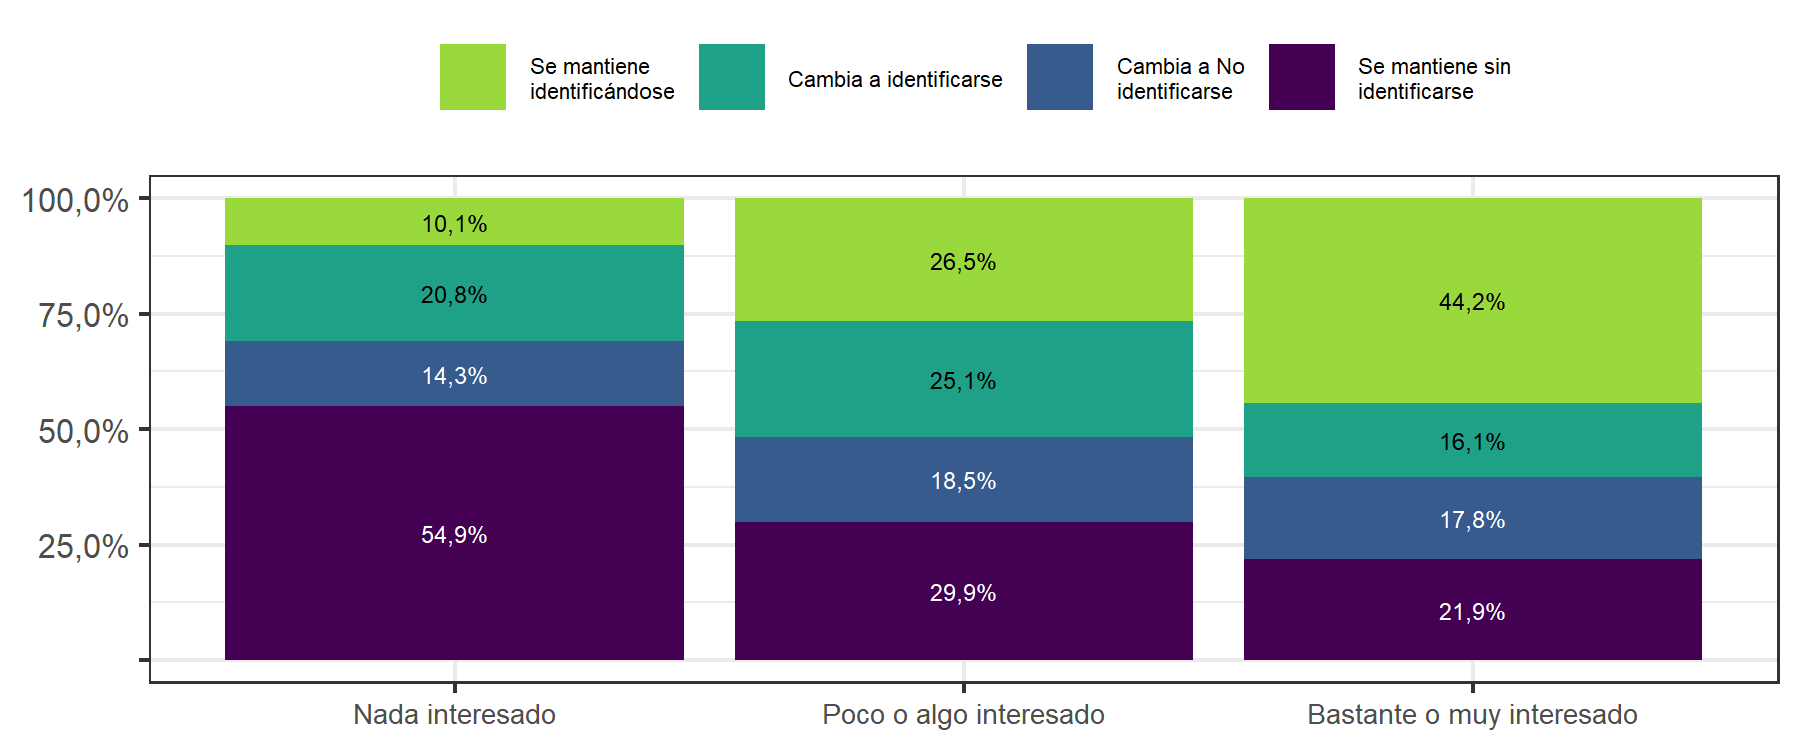 Se mantiene
identificándose
Cambia a identificarse
Cambia a No
identificarse
Se mantiene sin
identificarse
100,0%
75,0%
50,0%
25,0%
10,1%
20,8%
14,3%
54,9%
26,5%
25,1%
18,5%
29,9%
44,2%
16,1%
17,8%
21,9%
Nada interesado
Poco o algo interesado
Bastante o muy interesado